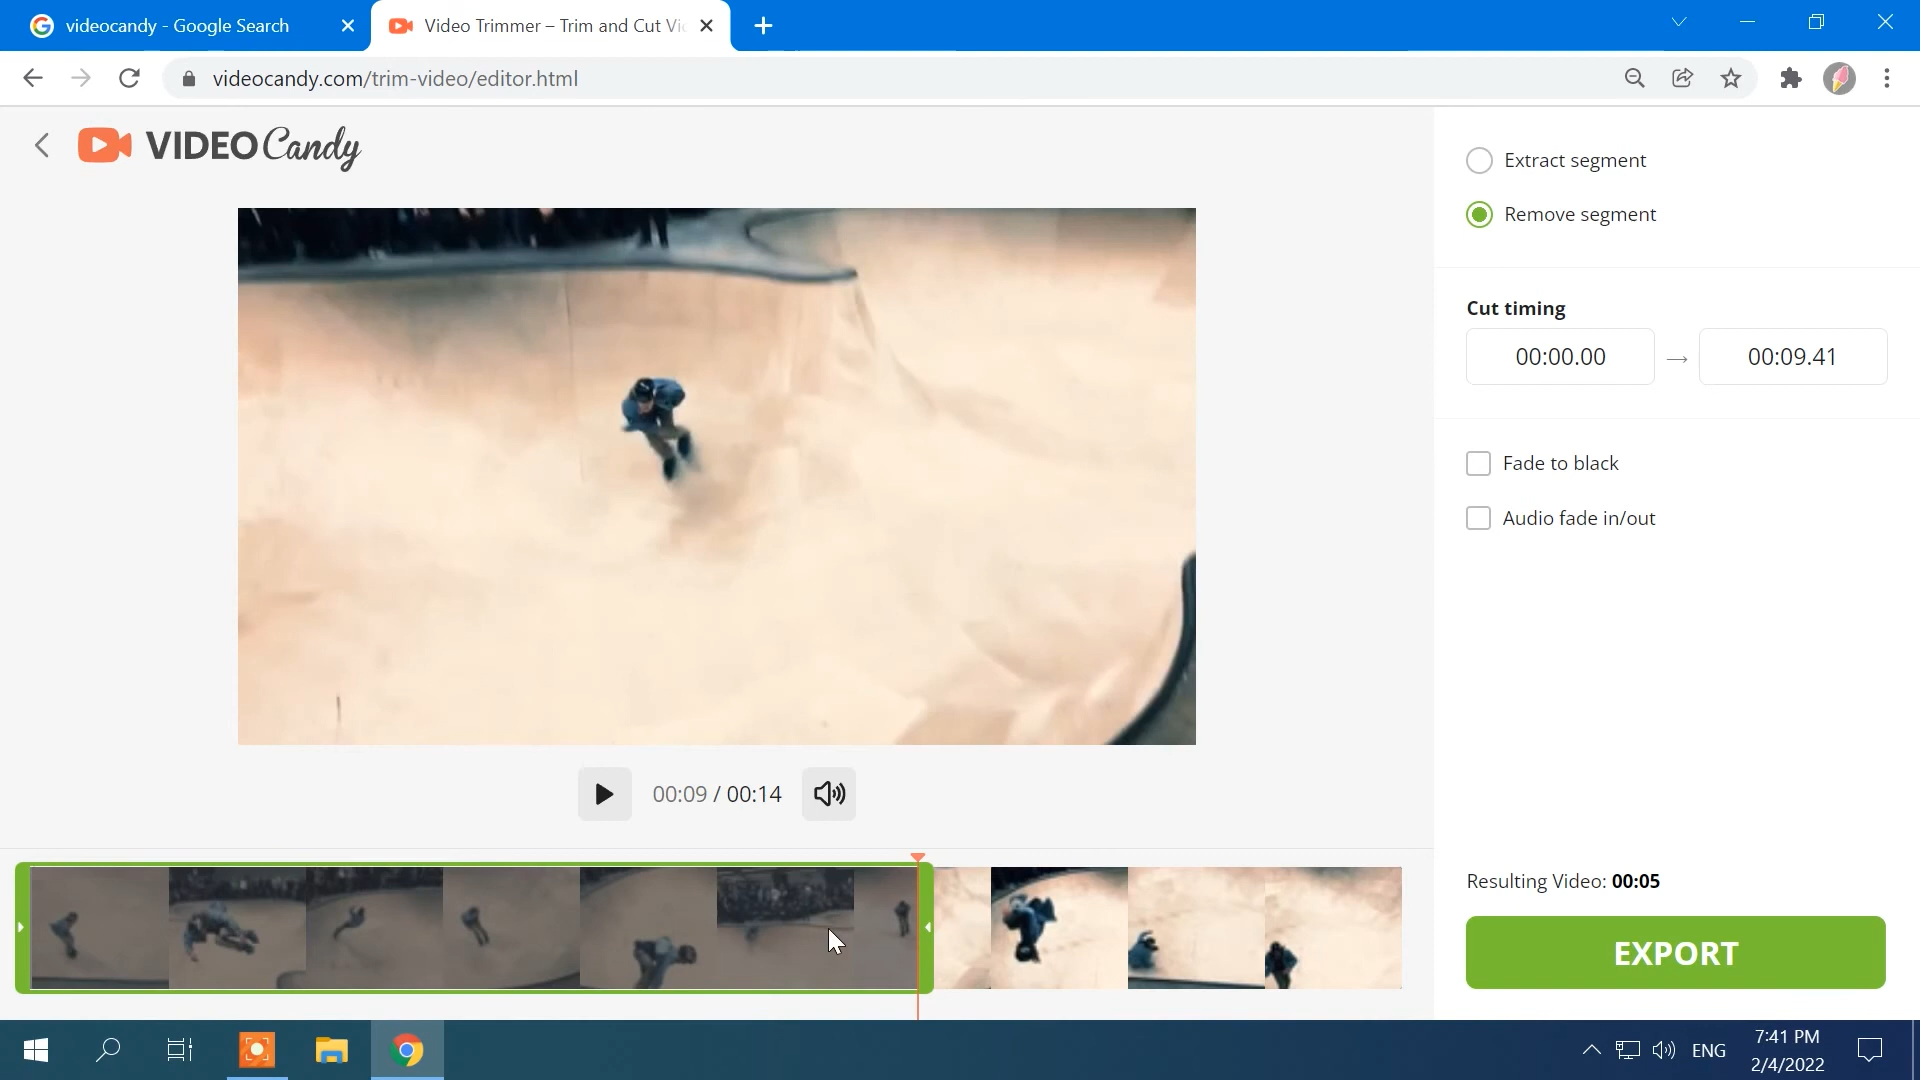 videocandy - Google Search
Video Trimmer – Trim and Cut Vi
videocandy.com/trim-video/editor.html
VIDEO Candy
Extract segment
Remove segment
Cut timing
00:00.00 → 00:09.41
Fade to black
Audio fade in/out
00:09 / 00:14
Resulting Video: 00:05
EXPORT
ENG
7:41 PM
2/4/2022